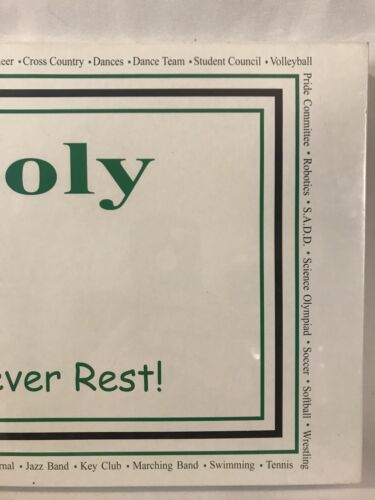 eer • Cross Country • Dances • Dance Team • Student Council • Volleyball
Pride Committee • Robotics • S.A.D.D. • Science Olympiad • Soccer • Softball • Wrestling
oly
ever Rest!
rnal • Jazz Band • Key Club • Marching Band • Swimming • Tennis